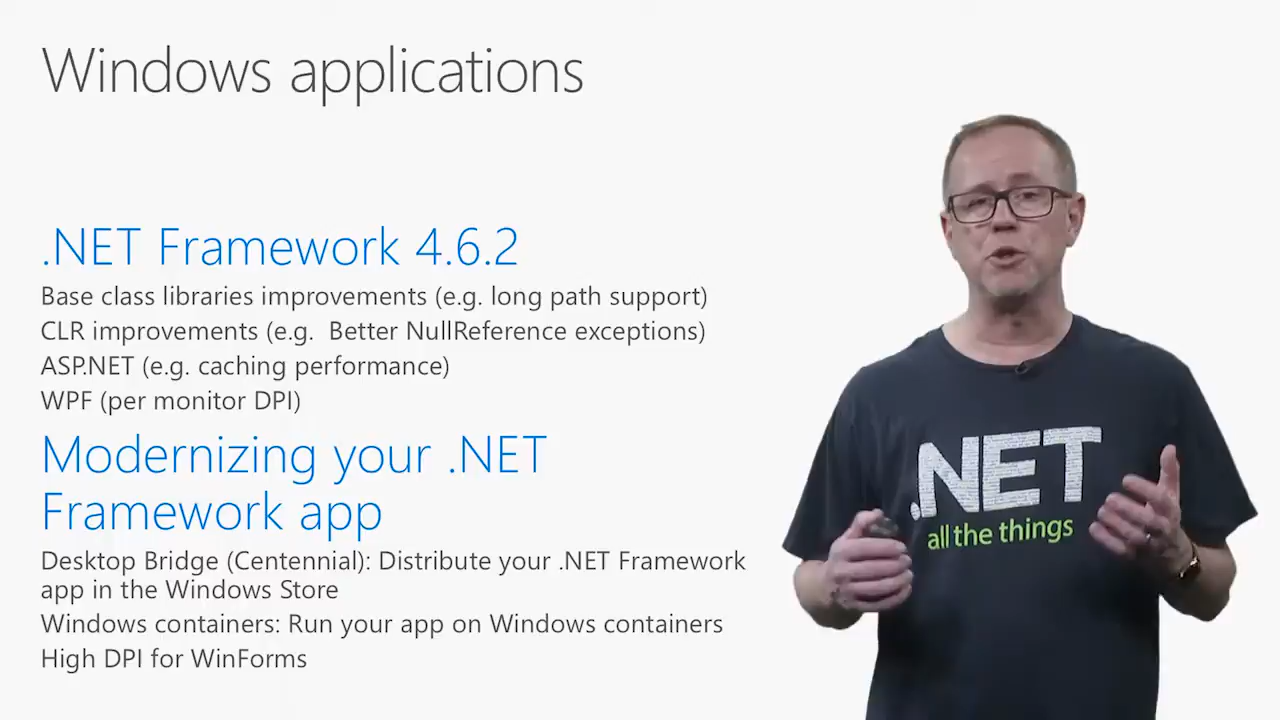 Windows applications
.NET Framework 4.6.2
Base class libraries improvements (e.g. long path support)
CLR improvements (e.g.  Better NullReference exceptions)
ASP.NET (e.g. caching performance)
WPF (per monitor DPI)
Modernizing your .NET
Framework app
Desktop Bridge (Centennial): Distribute your .NET Framework
app in the Windows Store
Windows containers: Run your app on Windows containers
High DPI for WinForms
.NET
all the things